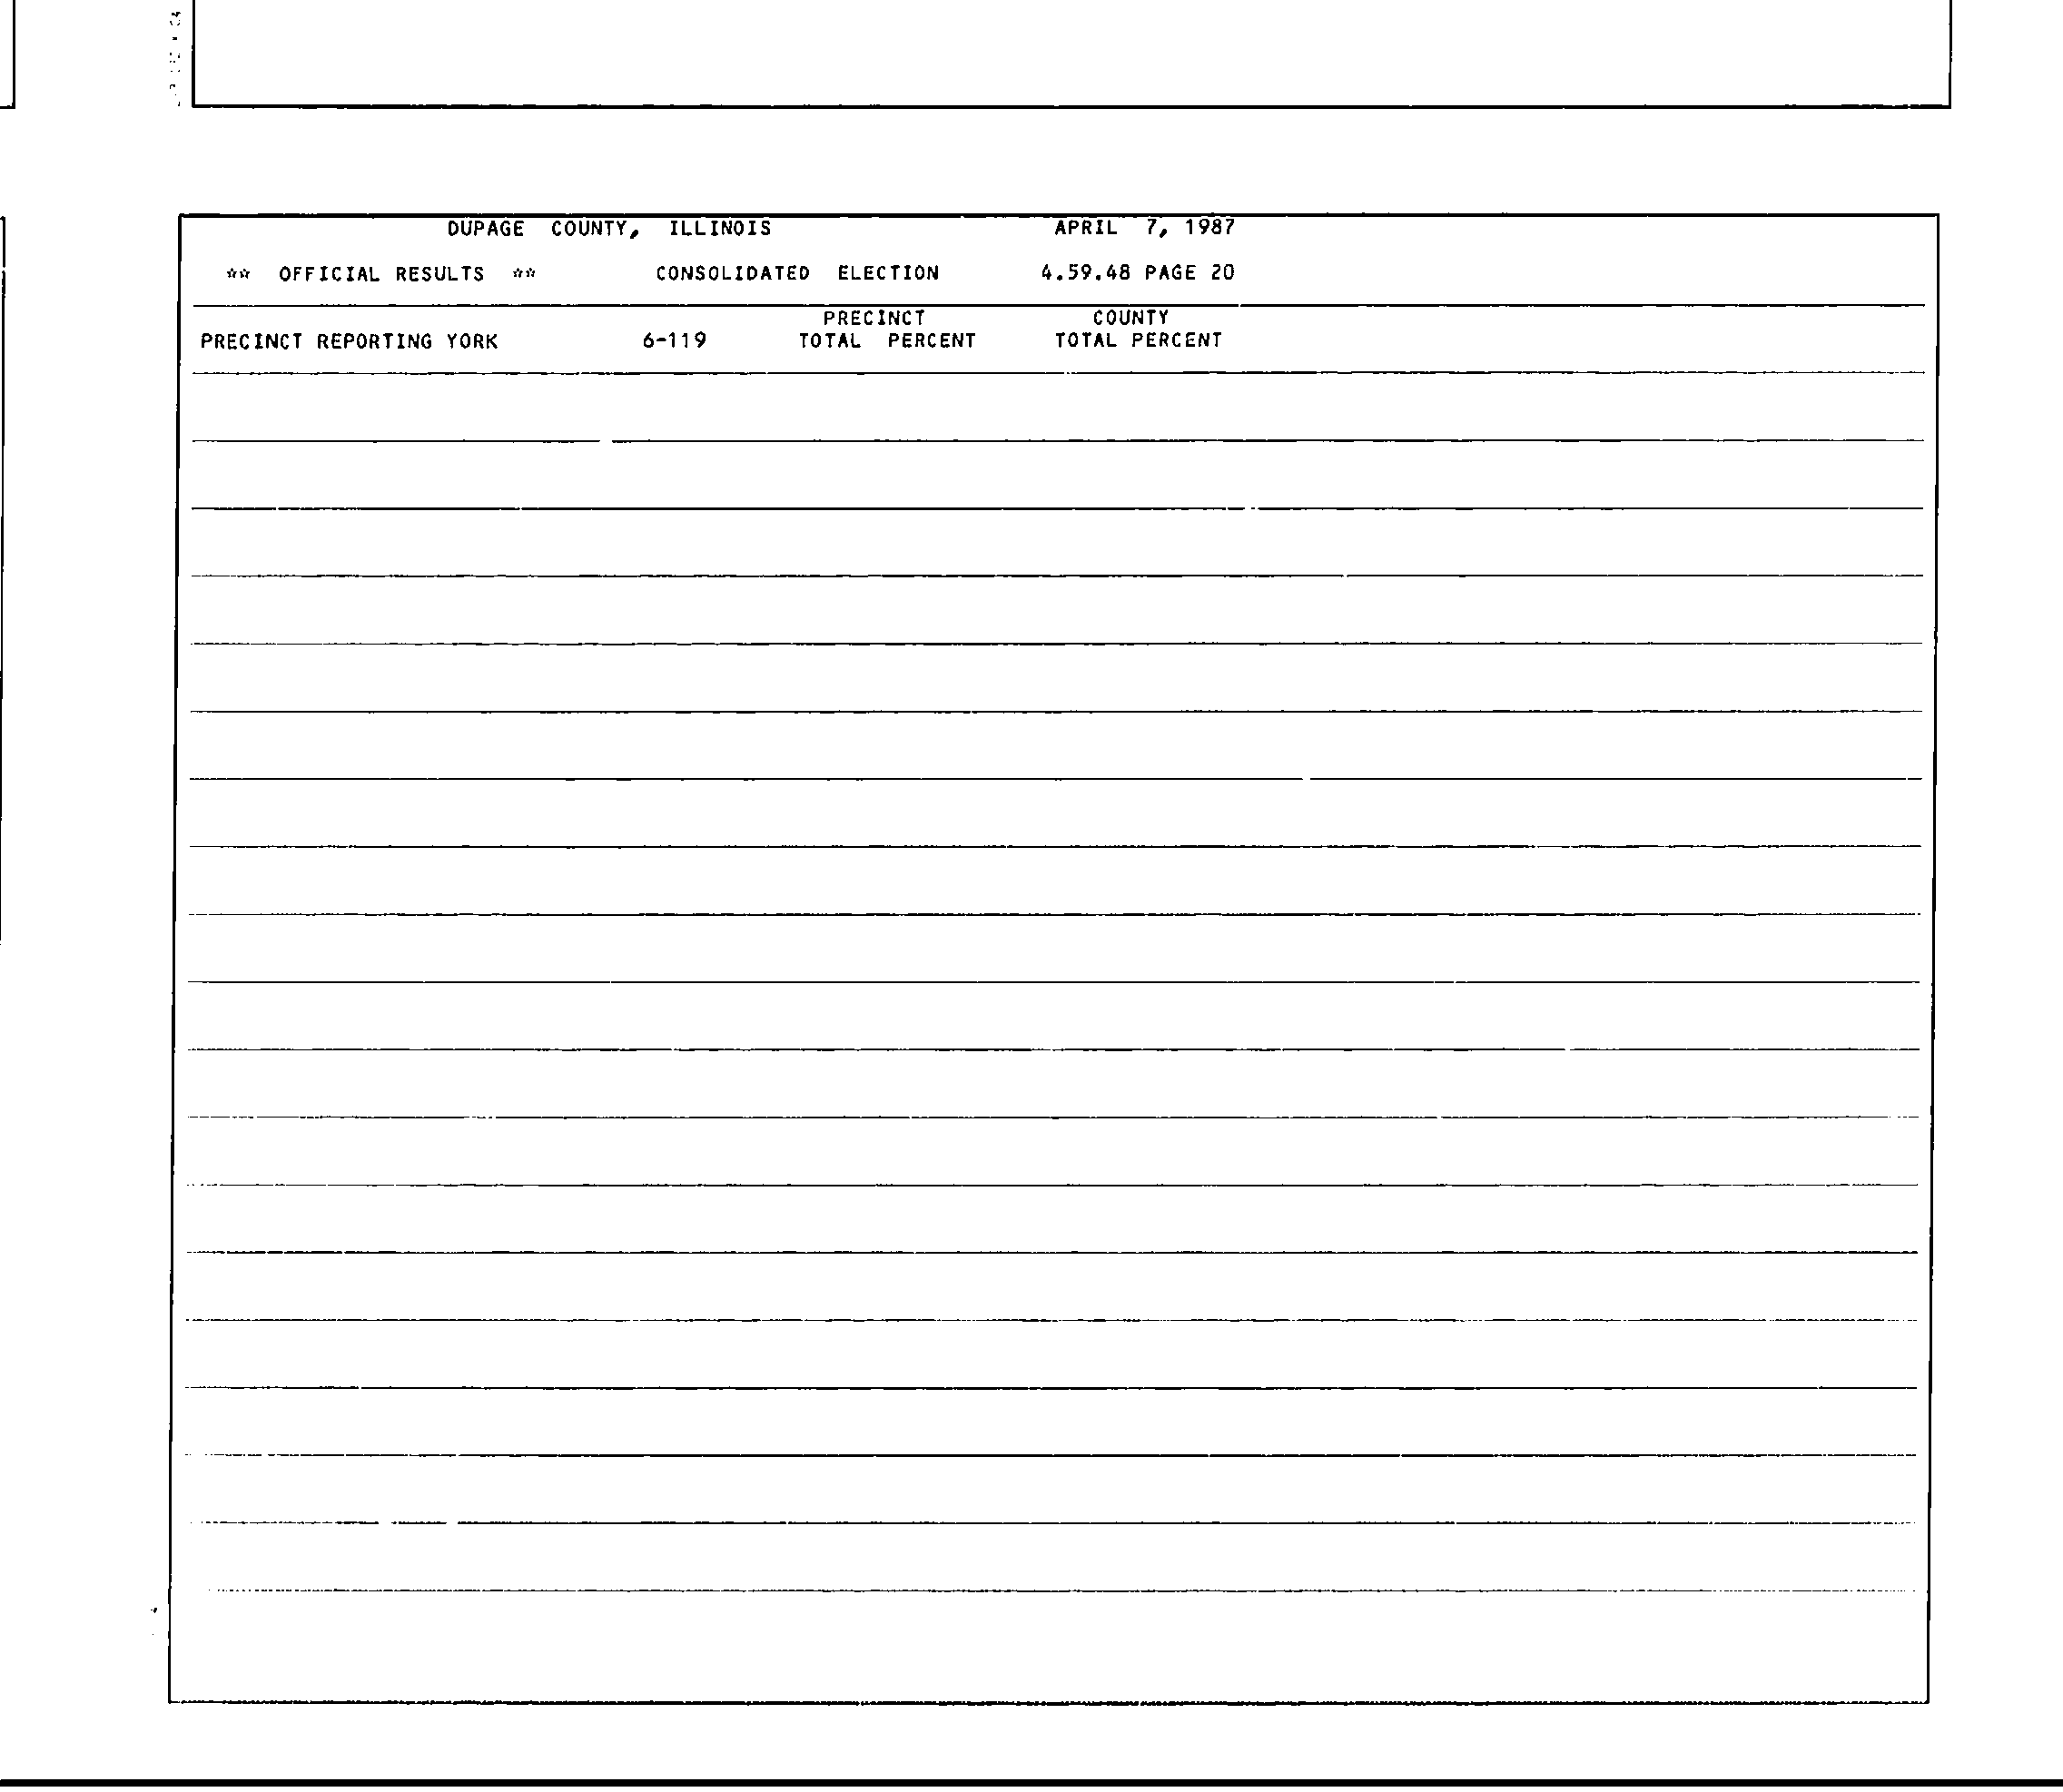 DUPAGE COUNTY, ILLINOIS APRIL 7, 1987
** OFFICIAL RESULTS ** CONSOLIDATED ELECTION 4.59.48 PAGE 20
PRECINCT COUNTY
PRECINCT REPORTING YORK 6-119 TOTAL PERCENT TOTAL PERCENT